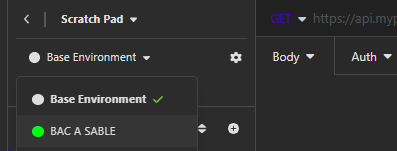 Scratch Pad
GET https://api.myp
Base Environment
Body
Auth
Base Environment
BAC A SABLE